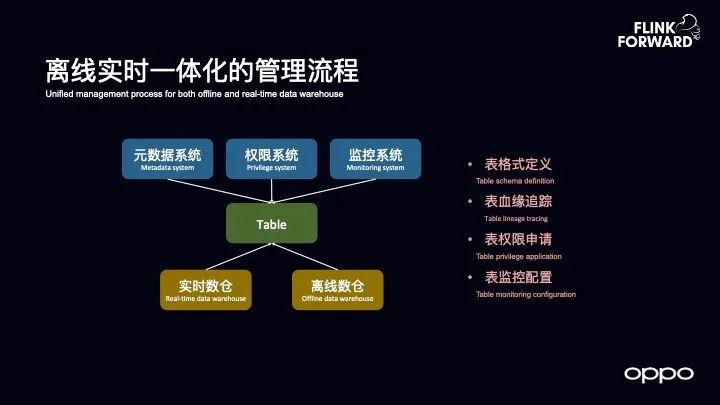 FLINK
FORWARD
离线实时一体化的管理流程
Unified management process for both offline and real-time data warehouse
元数据系统
Metadata system
权限系统
Privilege system
监控系统
Monitoring system
Table
实时数仓
Real-time data warehouse
离线数仓
Offline data warehouse
• 表格式定义
Table schema definition
• 表血缘追踪
Table lineage tracing
• 表权限申请
Table privilege application
• 表监控配置
Table monitoring configuration
oppo